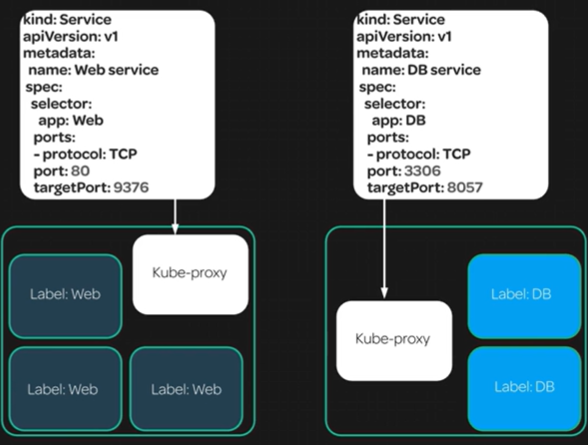 kind: Service
apiVersion: v1
metadata:
name: Web service
spec:
selector:
app: Web
ports:
- protocol: TCP
port: 80
targetPort: 9376
kind: Service
apiVersion: v1
metadata:
name: DB service
spec:
selector:
app: DB
ports:
- protocol: TCP
port: 3306
targetPort: 8057
Kube-proxy
Label: Web
Label: Web
Label: Web
Label: DB
Kube-proxy
Label: DB